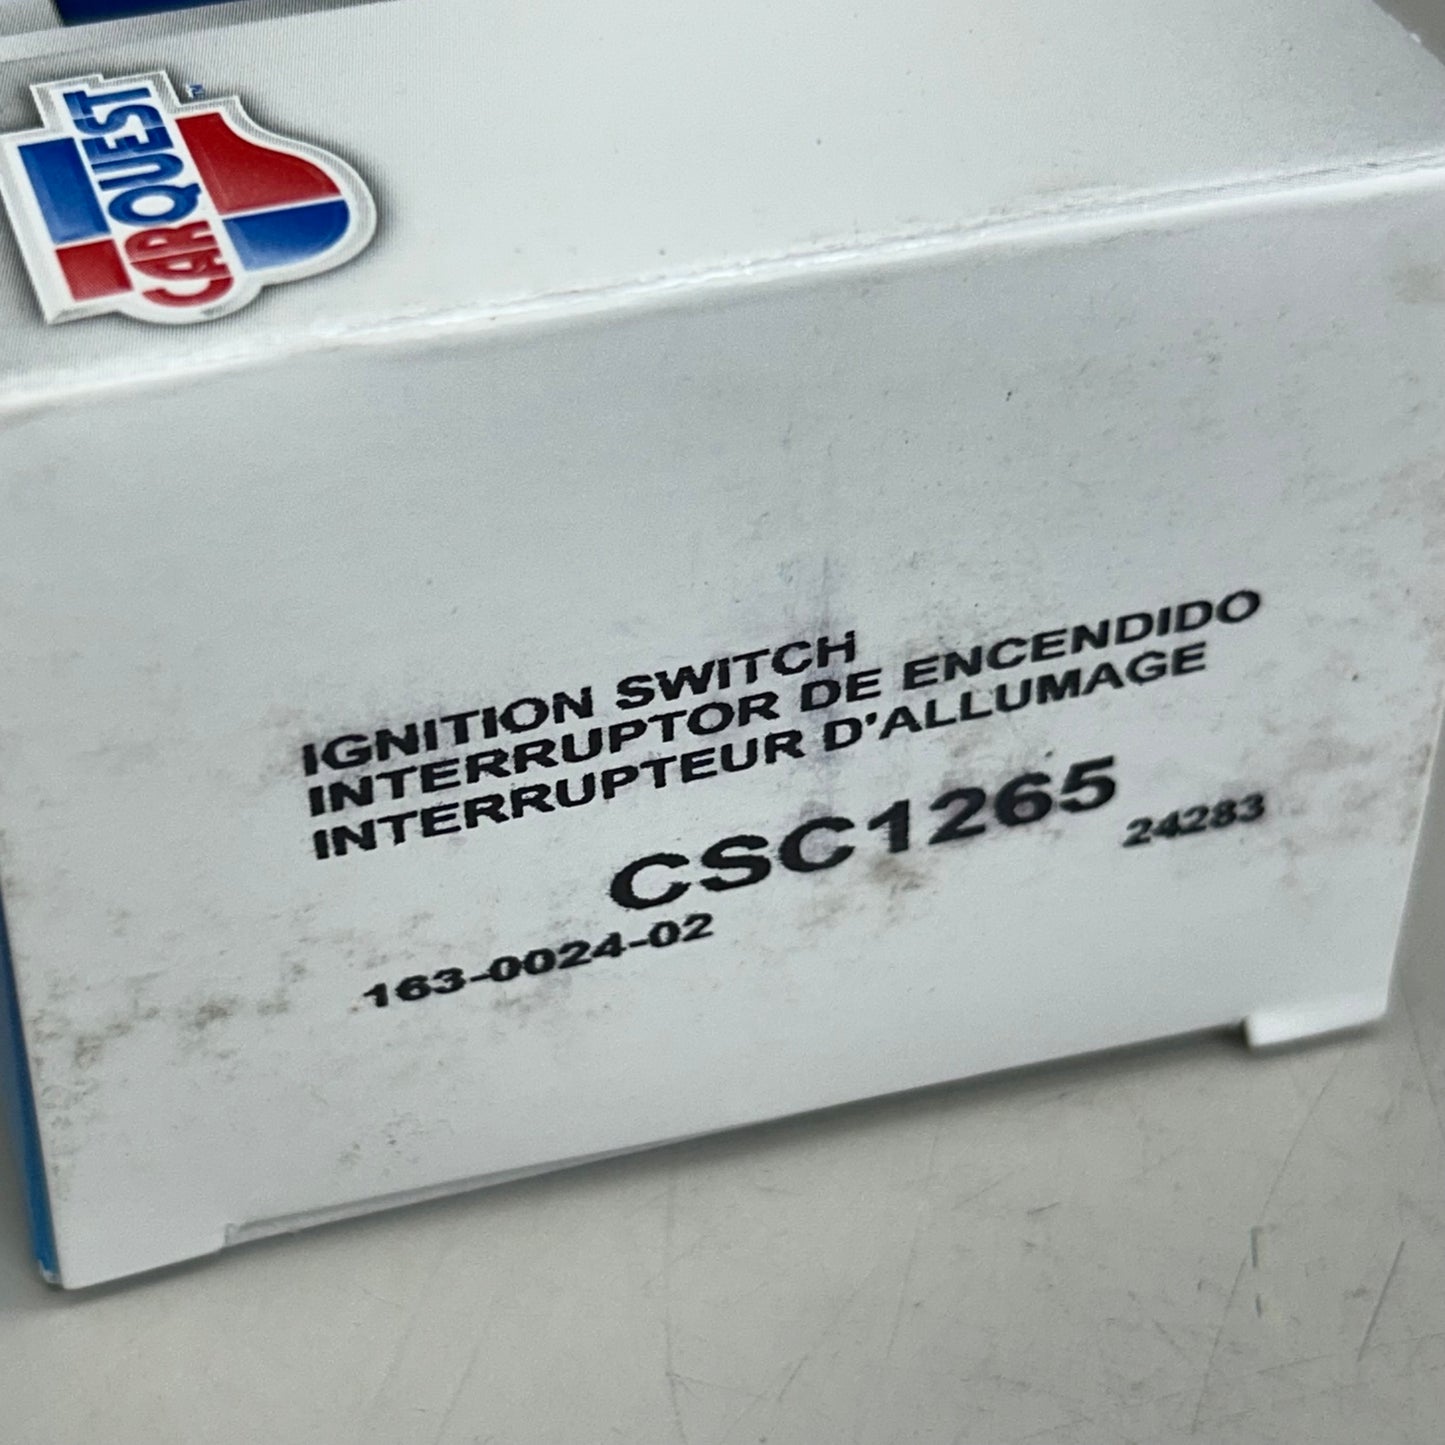 CARQUEST
IGNITION SWITCH
INTERRUPTOR DE ENCENDIDO
INTERRUPTEUR D'ALLUMAGE
CSC1265
24283
163-0024-02